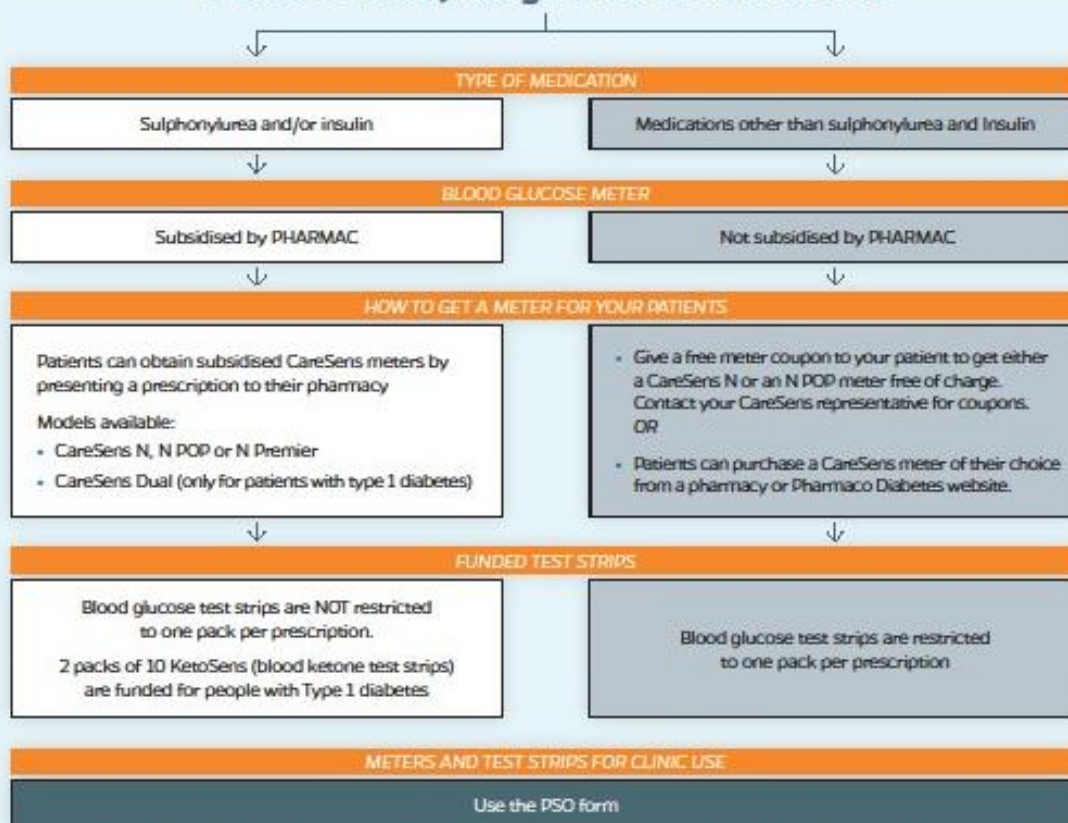 TYPE OF MEDICATION
Sulphonylurea and/or insulin
Medications other than sulphonylurea and Insulin
BLOOD GLUCOSE METER
Subsidised by PHARMAC
Not subsidised by PHARMAC
HOW TO GET A METER FOR YOUR PATIENTS
Patients can obtain subsidised CareSens meters by
presenting a prescription to their pharmacy
Models available:
• CareSens N, N POP or N Premier
• CareSens Dual (only for patients with type 1 diabetes)
• Give a free meter coupon to your patient to get either
a CareSens N or an N POP meter free of charge.
Contact your CareSens representative for coupons.
OR
• Patients can purchase a CareSens meter of their choice
from a pharmacy or Pharmaco Diabetes website.
FUNDED TEST STRIPS
Blood glucose test strips are NOT restricted
to one pack per prescription.
2 packs of 10 KetoSens (blood ketone test strips)
are funded for people with Type 1 diabetes
Blood glucose test strips are restricted
to one pack per prescription
METERS AND TEST STRIPS FOR CLINIC USE
Use the PSO form